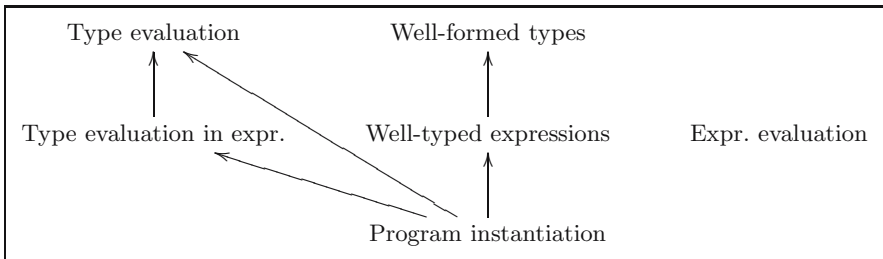 Type evaluation
Well-formed types
Type evaluation in expr.
Well-typed expressions
Expr. evaluation
Program instantiation